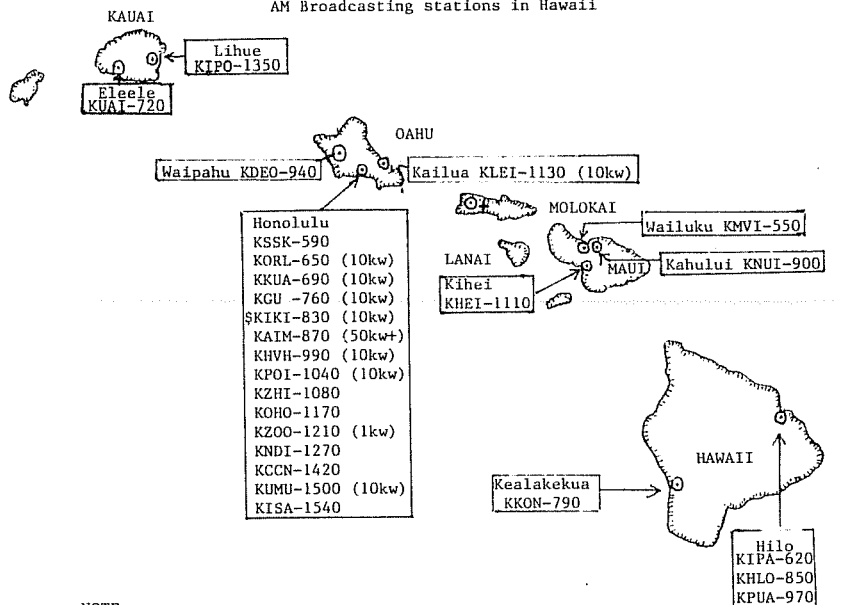 AM Broadcasting stations in Hawaii
KAUAI
Lihue
KIPO-1350
Eleele
KUAI-720
OAHU
Waipahu KDEO-940
Kailua KLEI-1130 (10kw)
Honolulu
KSSK-590
KORL-650 (10kw)
KKUA-690 (10kw)
KGU -760 (10kw)
$KIKI-830 (10kw)
KAIM-870 (50kw+)
KHVH-990 (10kw)
KPOI-1040 (10kw)
KZHI-1080
KOHO-1170
KZOO-1210 (1kw)
KNDI-1270
KCCN-1420
KUMU-1500 (10kw)
KISA-1540
MOLOKAI
Wailuku KMVI-550
LANAI
MAUI
Kahului KNUI-900
Kihei
KHEI-1110
HAWAII
Kealakekua
KKON-790
Hilo
KIPA-620
KHLO-850
KPUA-970